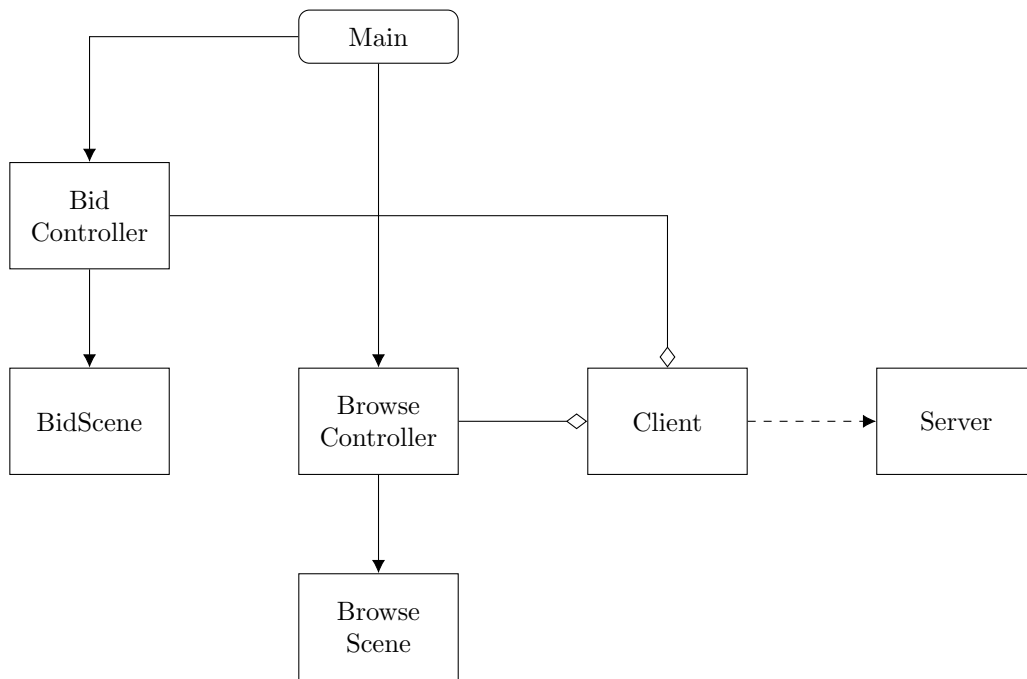 Main
Bid
Controller
BidScene
Browse
Controller
Client
Server
Browse
Scene